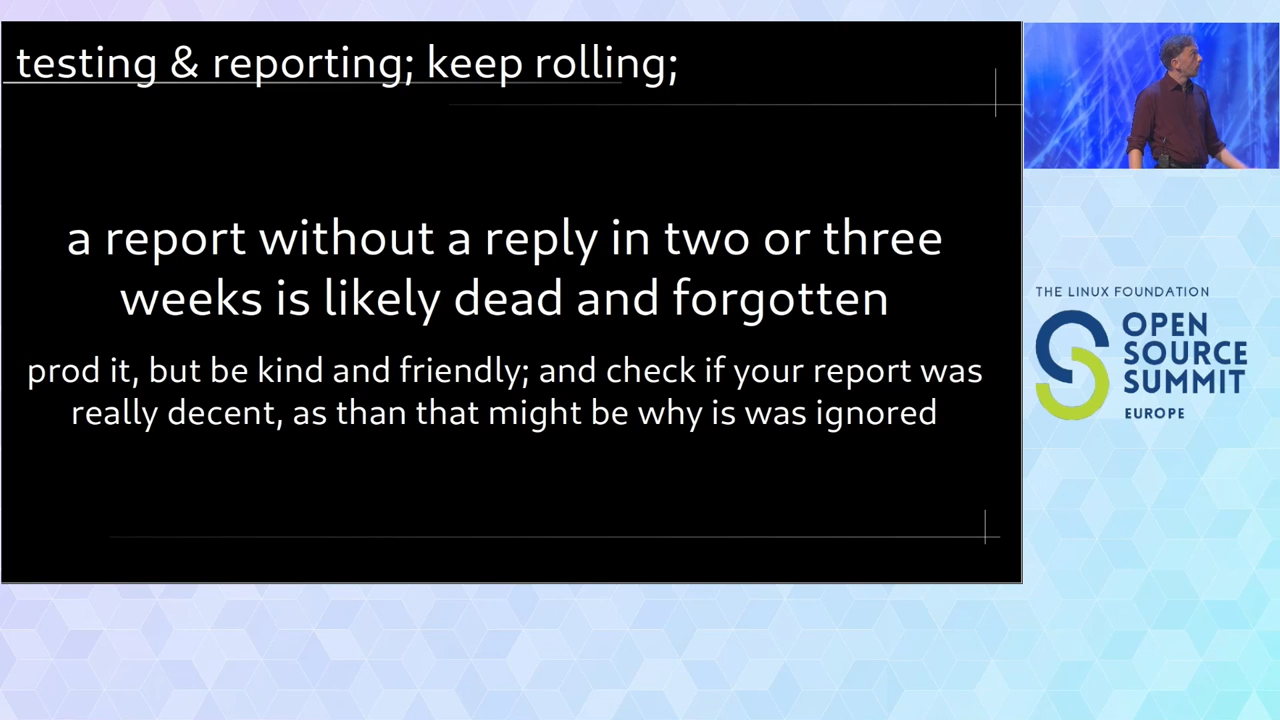 testing & reporting; keep rolling;
a report without a reply in two or three
weeks is likely dead and forgotten
prod it, but be kind and friendly; and check if your report was
really decent, as than that might be why is was ignored
THE LINUX FOUNDATION
OPEN
SOURCE
SUMMIT
EUROPE